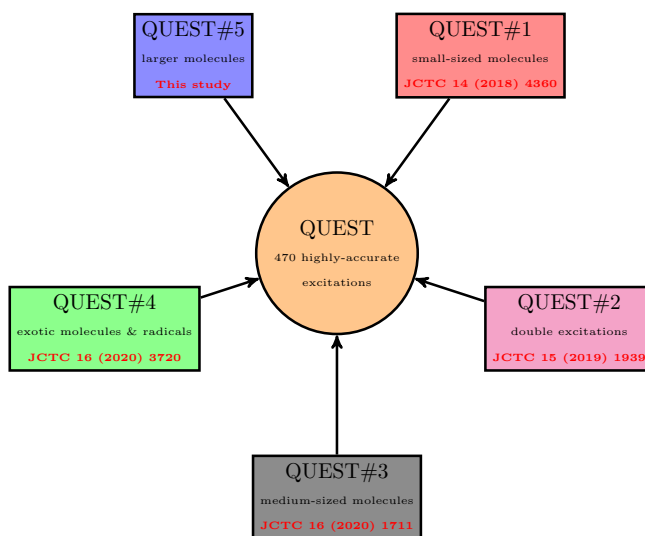 QUEST#5
larger molecules
This study
QUEST#1
small-sized molecules
JCTC 14 (2018) 4360
QUEST
470 highly-accurate
excitations
QUEST#4
exotic molecules & radicals
JCTC 16 (2020) 3720
QUEST#2
double excitations
JCTC 15 (2019) 1939
QUEST#3
medium-sized molecules
JCTC 16 (2020) 1711